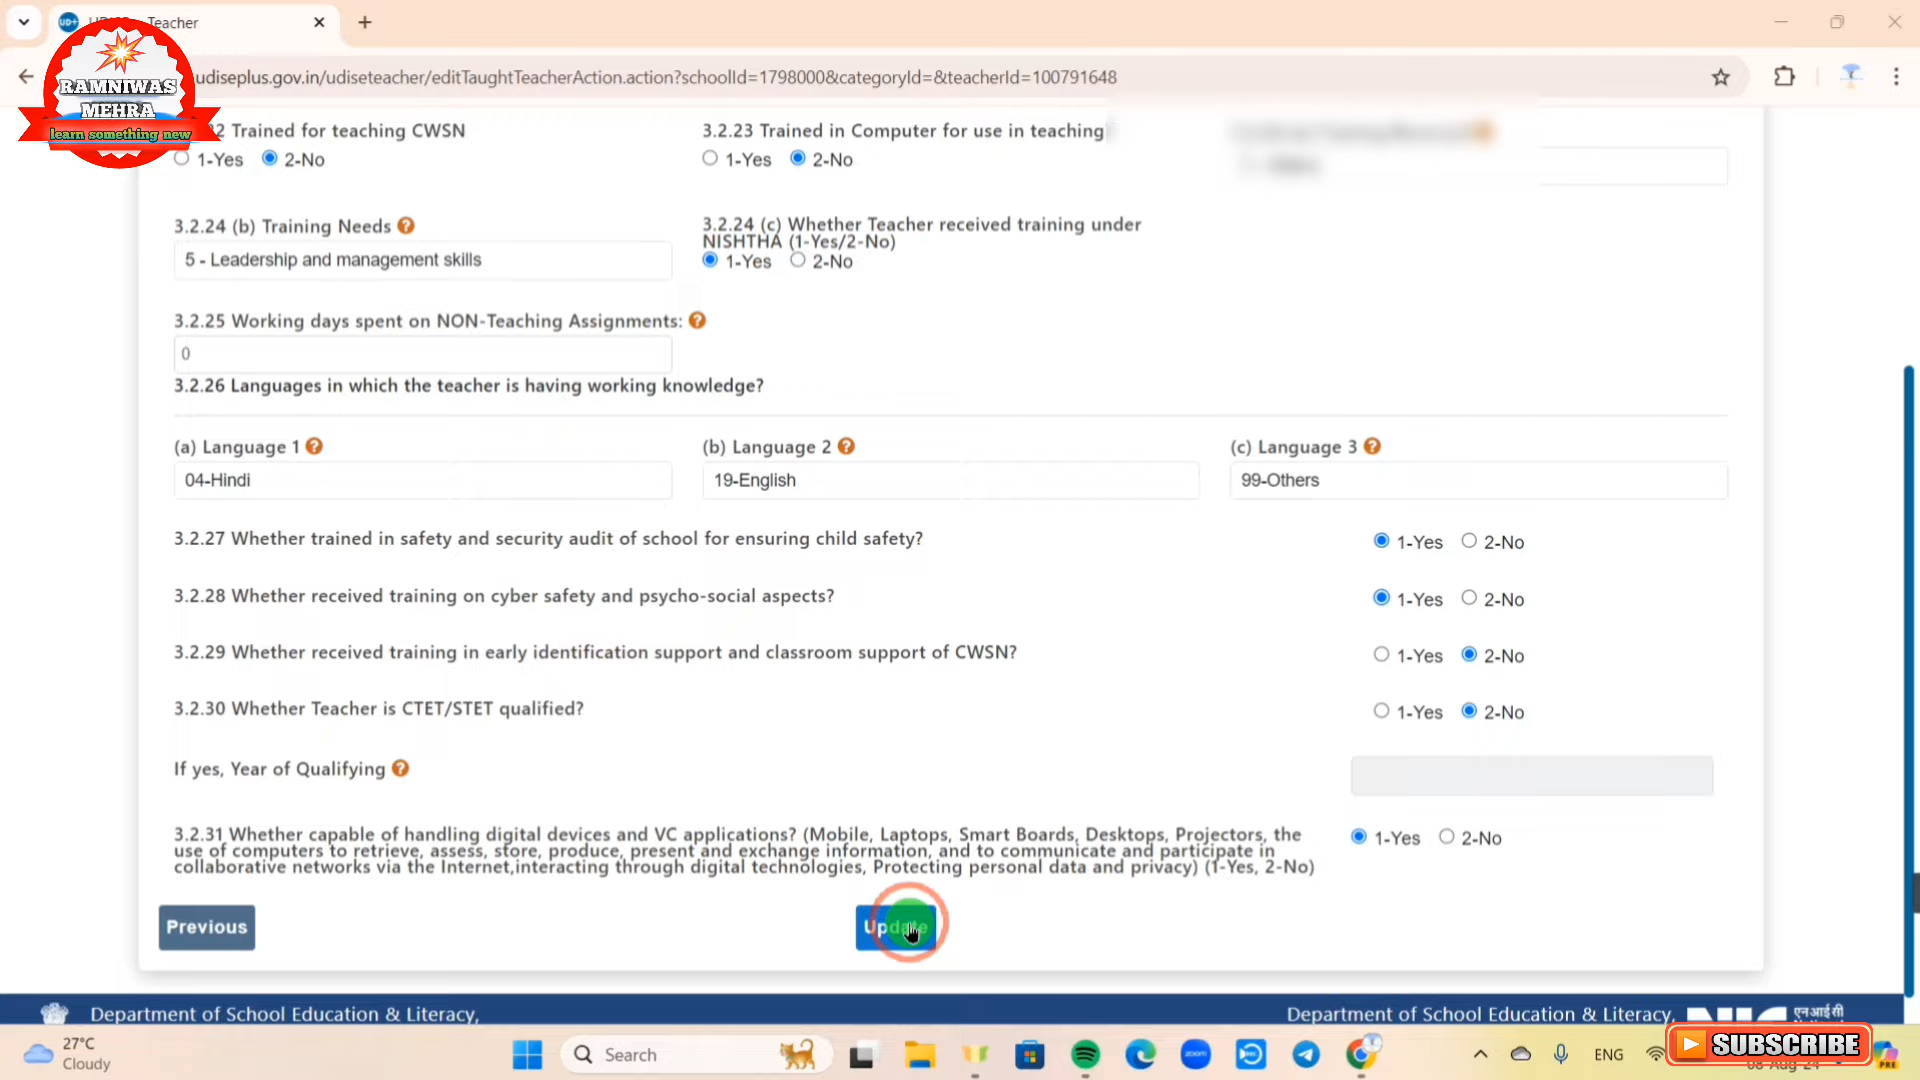 Teacher
RAMNIWAS
MEHRA
learn something new
udiseplus.gov.in/udiseteacher/editTaughtTeacherAction.action?schoolId=1798000&categoryId=&teacherId=100791648
22 Trained for teaching CWSN
1-Yes 2-No
3.2.23 Trained in Computer for use in teaching
1-Yes 2-No
3.2.24 (b) Training Needs
5 - Leadership and management skills
3.2.24 (c) Whether Teacher received training under
NISHTHA (1-Yes/2-No)
1-Yes 2-No
3.2.25 Working days spent on NON-Teaching Assignments:
0
3.2.26 Languages in which the teacher is having working knowledge?
(a) Language 1
04-Hindi
(b) Language 2
19-English
(c) Language 3
99-Others
3.2.27 Whether trained in safety and security audit of school for ensuring child safety?
1-Yes 2-No
3.2.28 Whether received training on cyber safety and psycho-social aspects?
1-Yes 2-No
3.2.29 Whether received training in early identification support and classroom support of CWSN?
1-Yes 2-No
3.2.30 Whether Teacher is CTET/STET qualified?
1-Yes 2-No
If yes, Year of Qualifying
3.2.31 Whether capable of handling digital devices and VC applications? (Mobile, Laptops, Smart Boards, Desktops, Projectors, the
use of computers to retrieve, assess, store, produce, present and exchange information, and to communicate and participate in
collaborative networks via the Internet,interacting through digital technologies, Protecting personal data and privacy) (1-Yes, 2-No)
1-Yes 2-No
Previous
Update
Department of School Education & Literacy,
Department of School Education & Literacy,
एनआईसी
27°C
Cloudy
Search
zoom
ENG
SUBSCRIBE
PRE